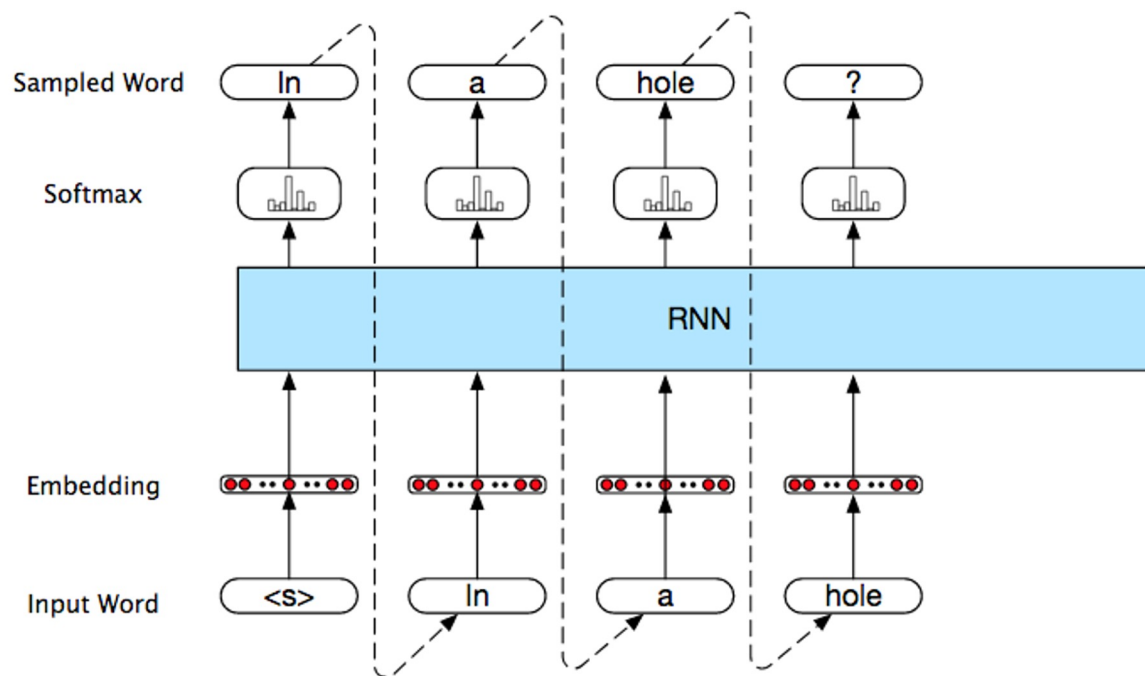 Sampled Word In a hole ?
Softmax
RNN
Embedding
Input Word <s> In a hole